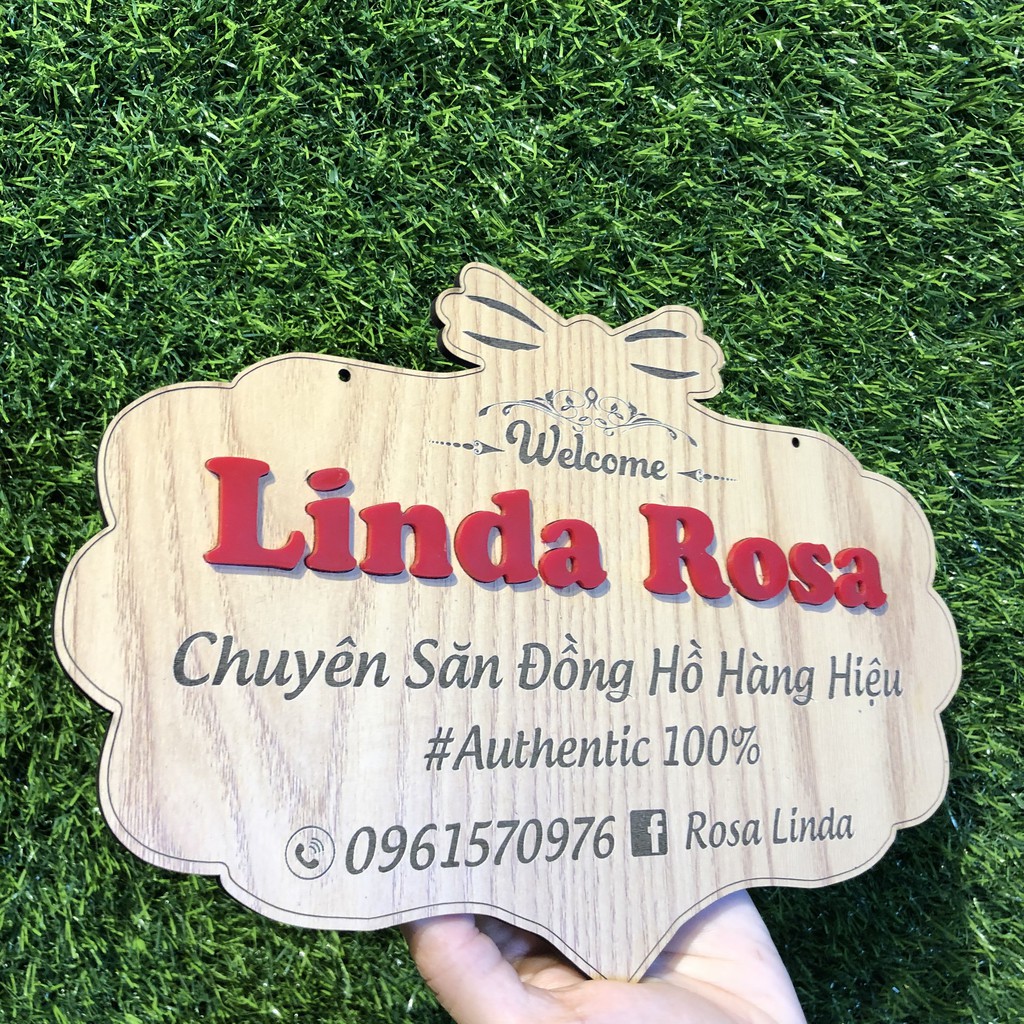 Welcome
Linda Rosa
Chuyên Săn Đồng Hồ Hàng Hiệu
#Authentic 100%
0961570976 f Rosa Linda